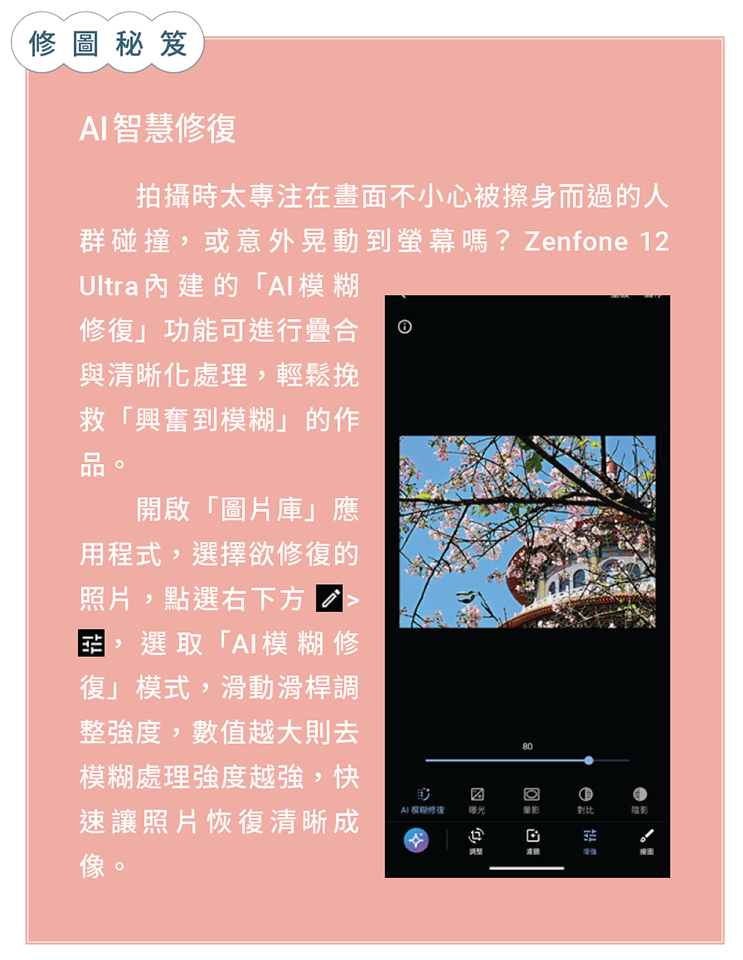 修圖秘笈
AI智慧修復
拍攝時太專注在畫面不小心被擦身而過的人
群碰撞，或意外晃動到螢幕嗎？Zenfone 12
Ultra內建的「AI模糊
修復」功能可進行疊合
與清晰化處理，輕鬆挽
救「興奮到模糊」的作
品。
開啟「圖片庫」應
用程式，選擇欲修復的
照片，點選右下方 >
，選取「AI模糊修
復」模式，滑動滑桿調
整強度，數值越大則去
模糊處理強度越強，快
速讓照片恢復清晰成
像。
80
AI 模糊修復 曝光 暈影 對比 陰影
調整 濾鏡 增強 繪圖